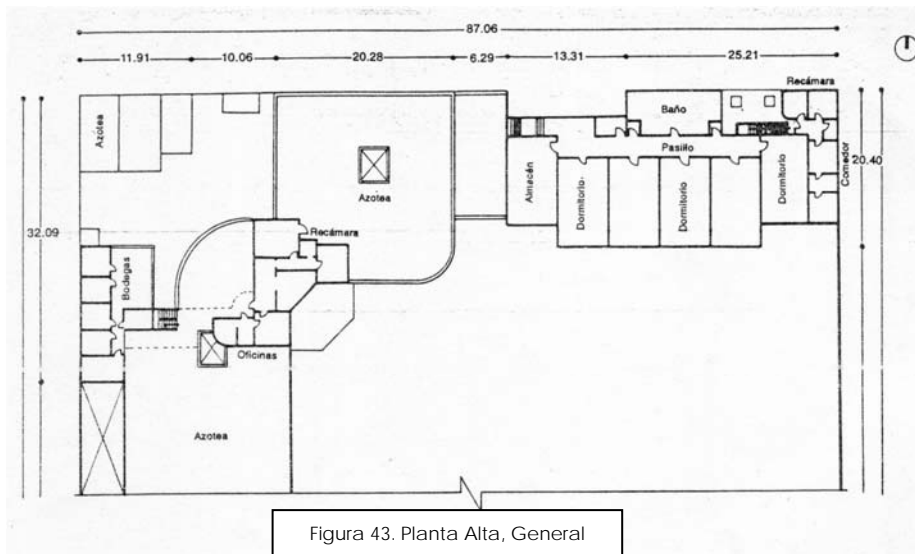 87.06
11.91 10.06 20.28 6.29 13.31 25.21
Recámara
Baño
Azotea
Pasillo
Comedor
20.40
Almacén
Dormitorio
Dormitorio
Dormitorio
Azotea
32.09
Recámara
Bodegas
Oficinas
Azotea
Figura 43. Planta Alta, General